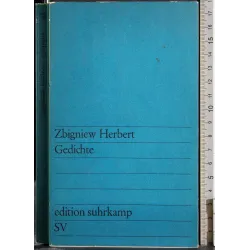 Zbigniew Herbert
Gedichte
edition suhrkamp
SV